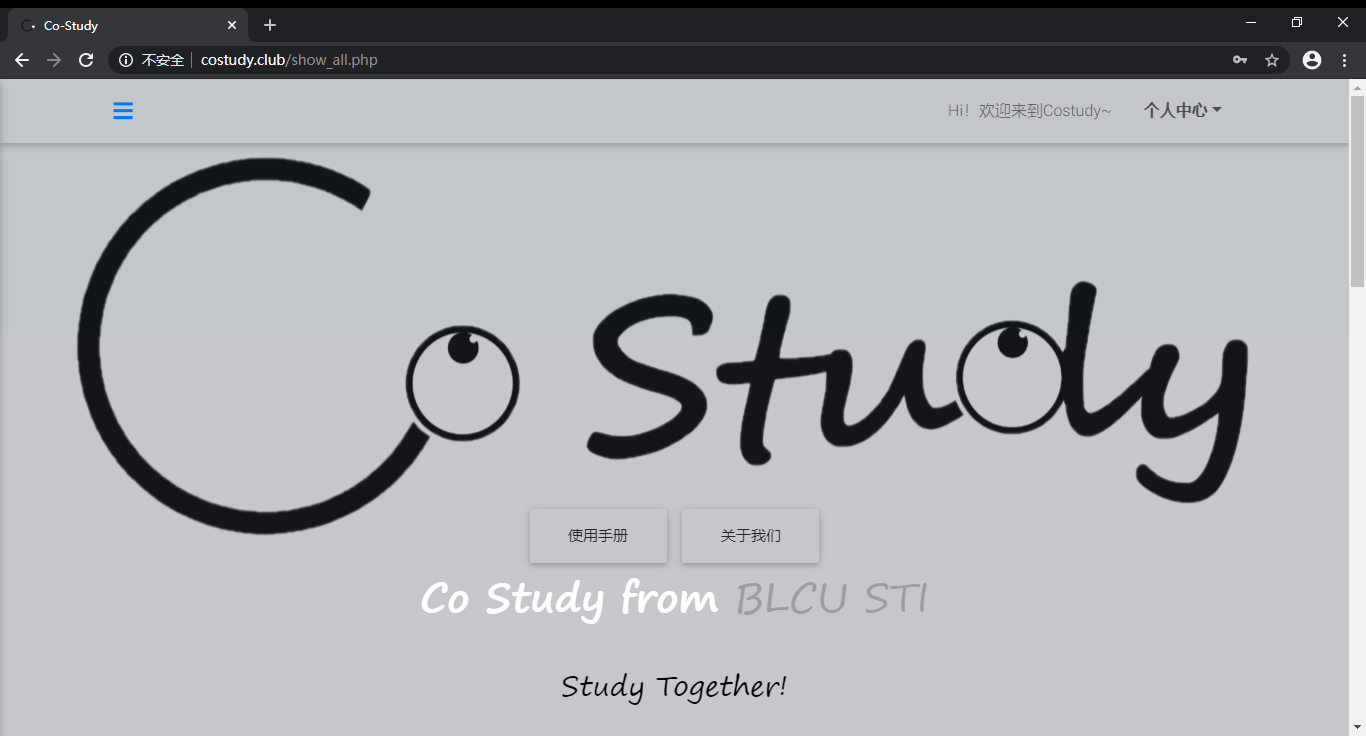 Co-Study
不安全 costudy.club/show_all.php
Hi！欢迎来到Costudy~ 个人中心
Co Study
使用手册 关于我们
Co Study from BLCU STI
Study Together!